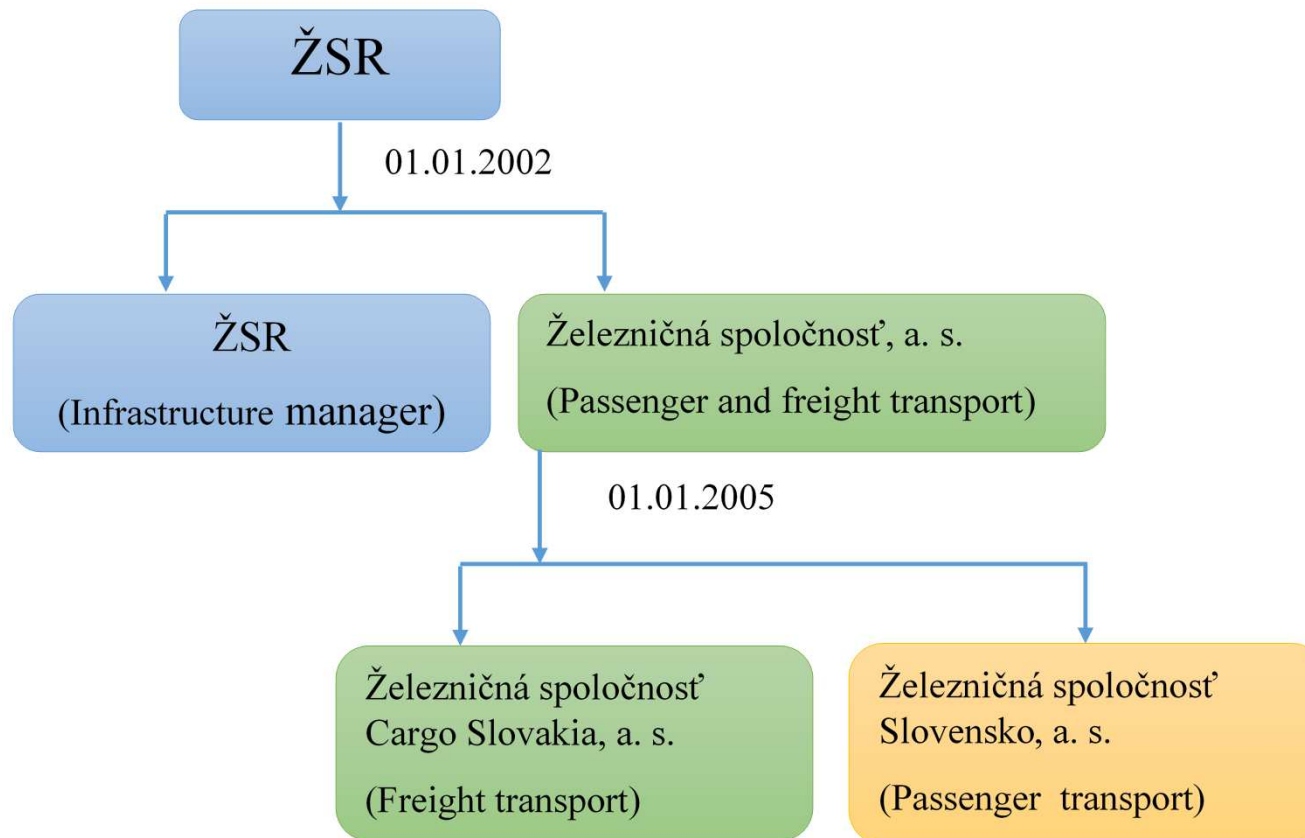 ŽSR
01.01.2002
ŽSR
(Infrastructure manager)
Železničná spoločnosť, a. s.
(Passenger and freight transport)
01.01.2005
Železničná spoločnosť
Cargo Slovakia, a. s.
(Freight transport)
Železničná spoločnosť
Slovensko, a. s.
(Passenger transport)